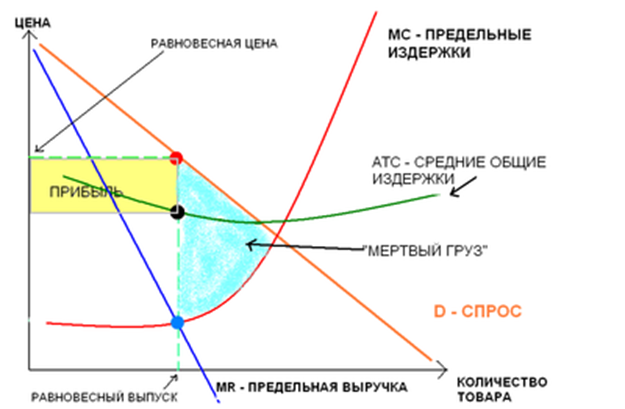 ЦЕНА
РАВНОВЕСНАЯ ЦЕНА
МС - ПРЕДЕЛЬНЫЕ
ИЗДЕРЖКИ
АТС - СРЕДНИЕ ОБЩИЕ
ИЗДЕРЖКИ
ПРИБЫЛЬ
"МЕРТВЫЙ ГРУЗ"
D - СПРОС
MR - ПРЕДЕЛЬНАЯ ВЫРУЧКА
КОЛИЧЕСТВО
ТОВАРА
РАВНОВЕСНЫЙ ВЫПУСК